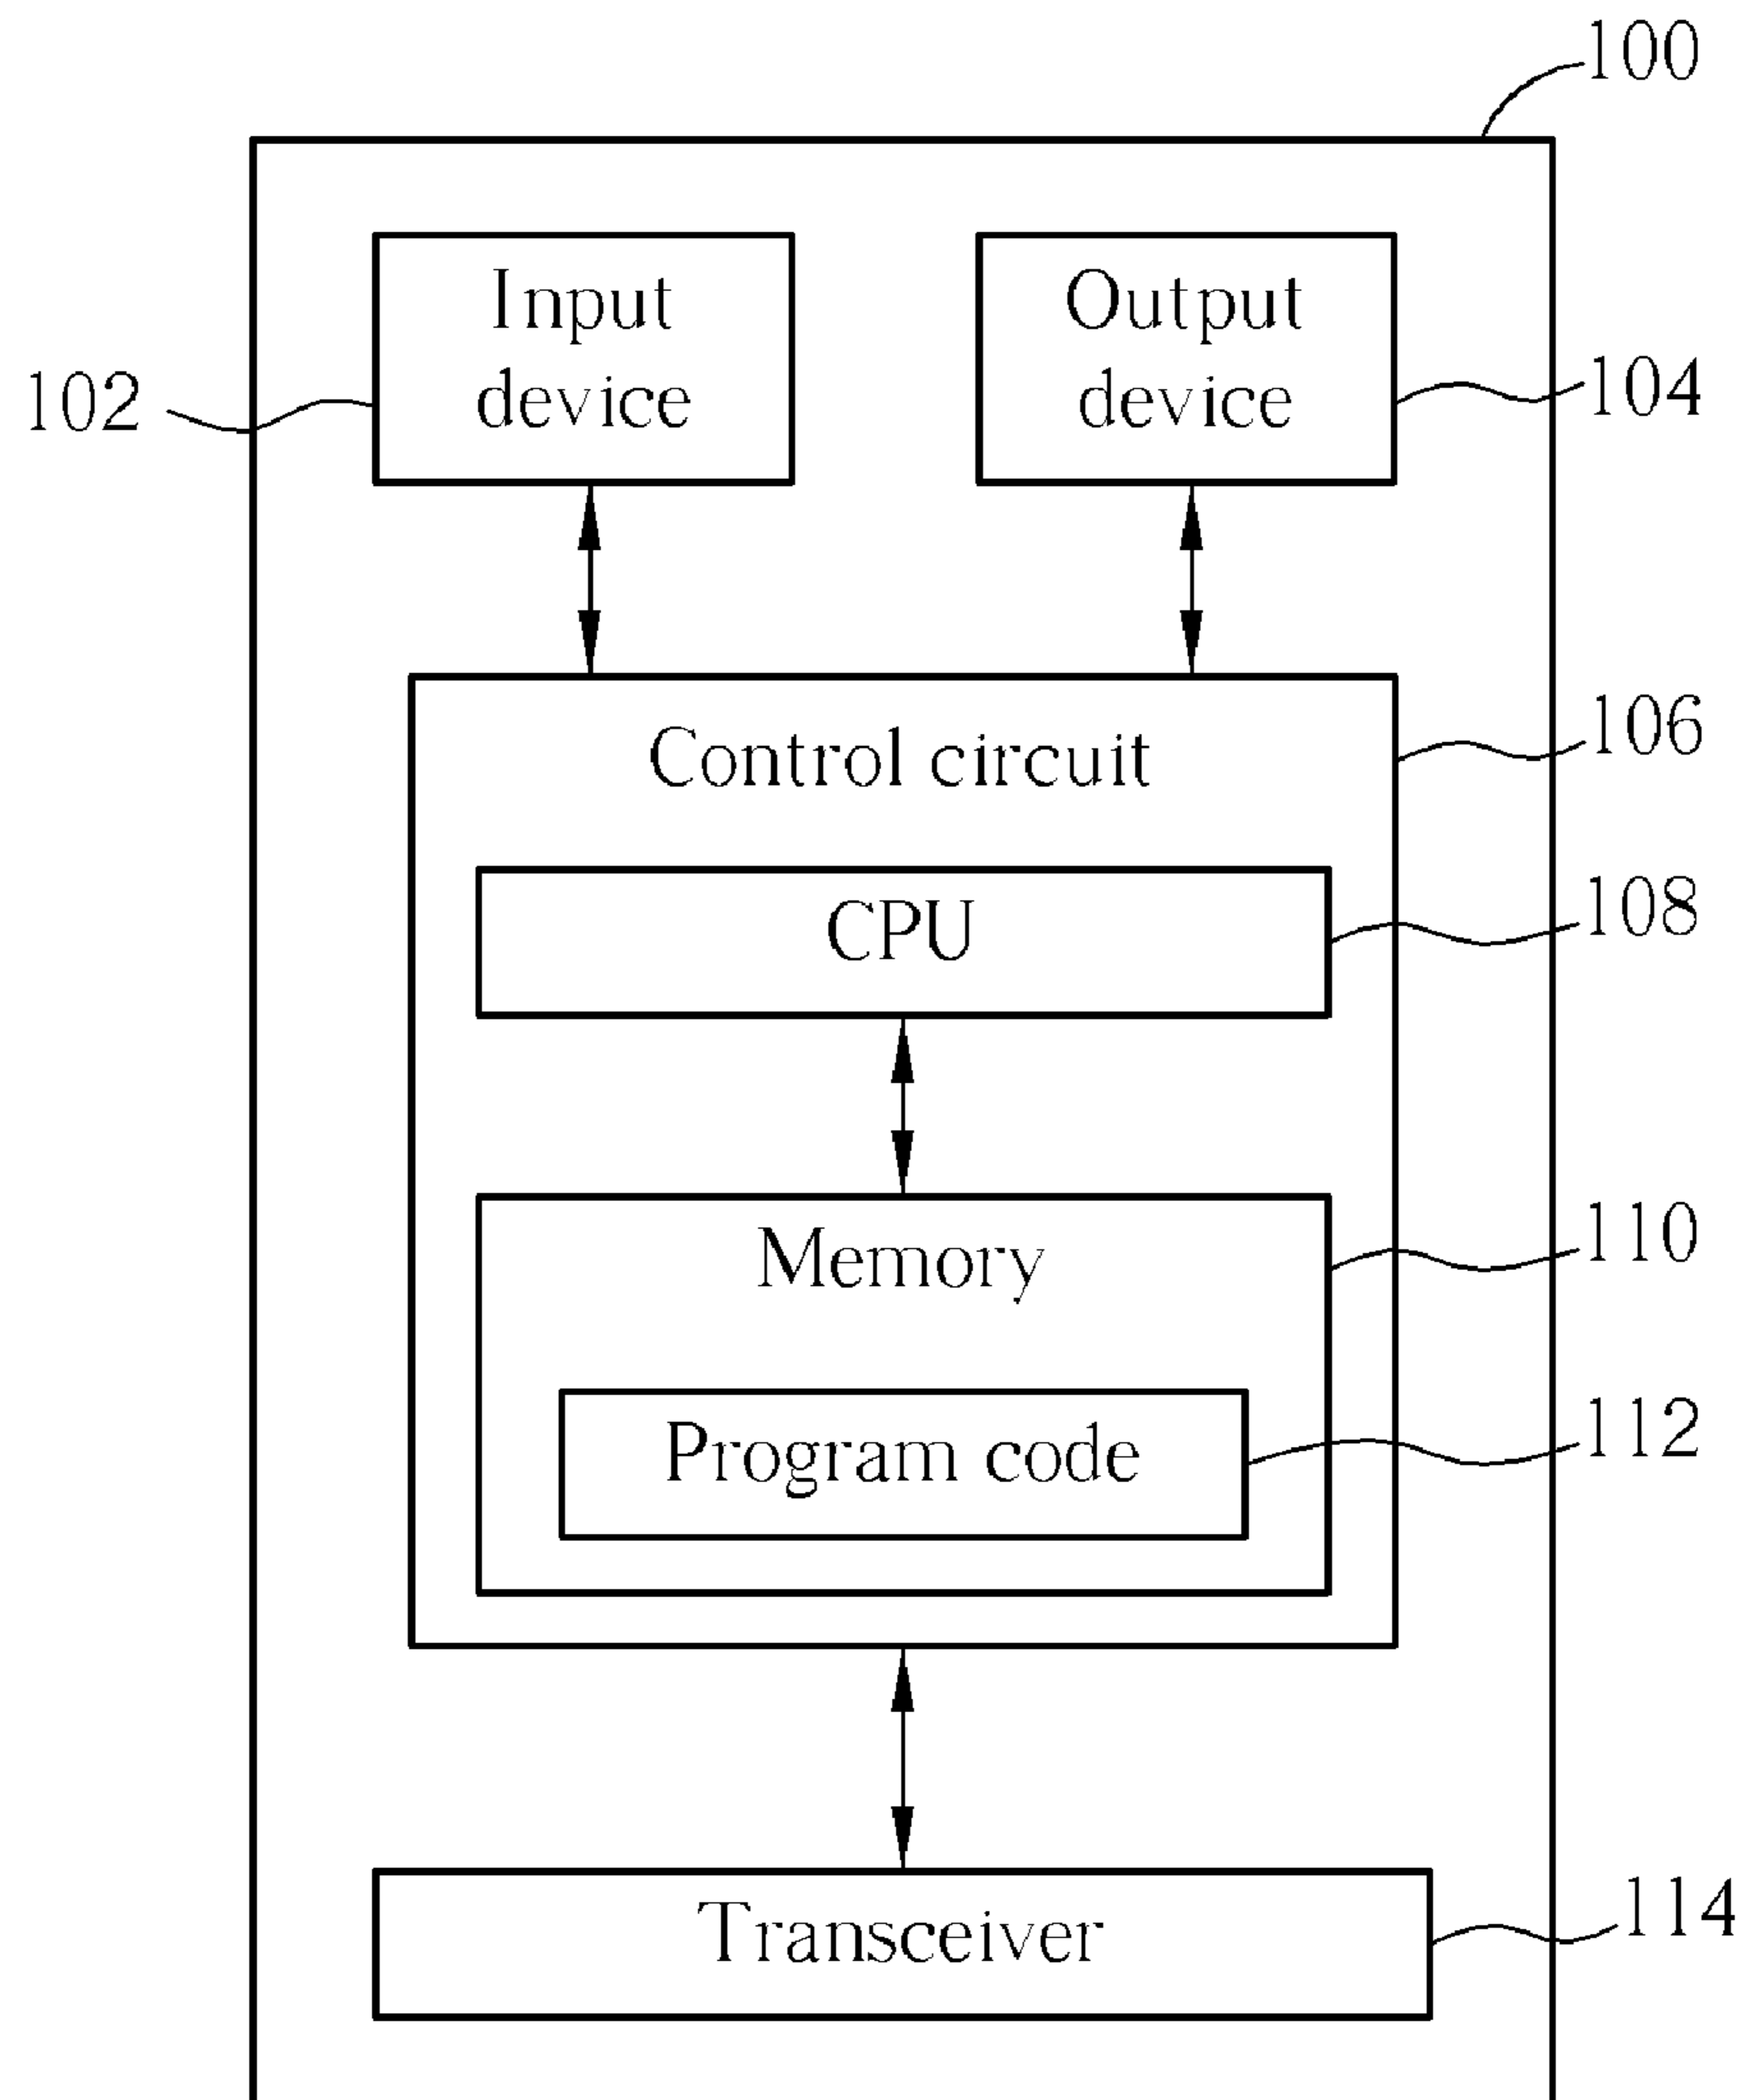 100
Input
device
Output
device
102
104
Control circuit
106
CPU
108
Memory
110
Program code
112
Transceiver
114